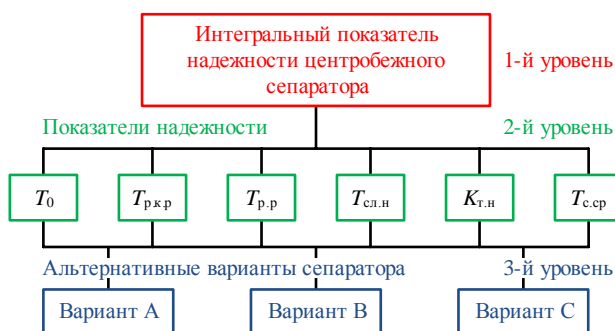 Интегральный показатель
надежности центробежного
сепаратора
1-й уровень
Показатели надежности
2-й уровень
T0 Tр.к.р Tр.р Tсл.н Kт.н Tс.ср
Альтернативные варианты сепаратора
3-й уровень
Вариант А Вариант В Вариант С